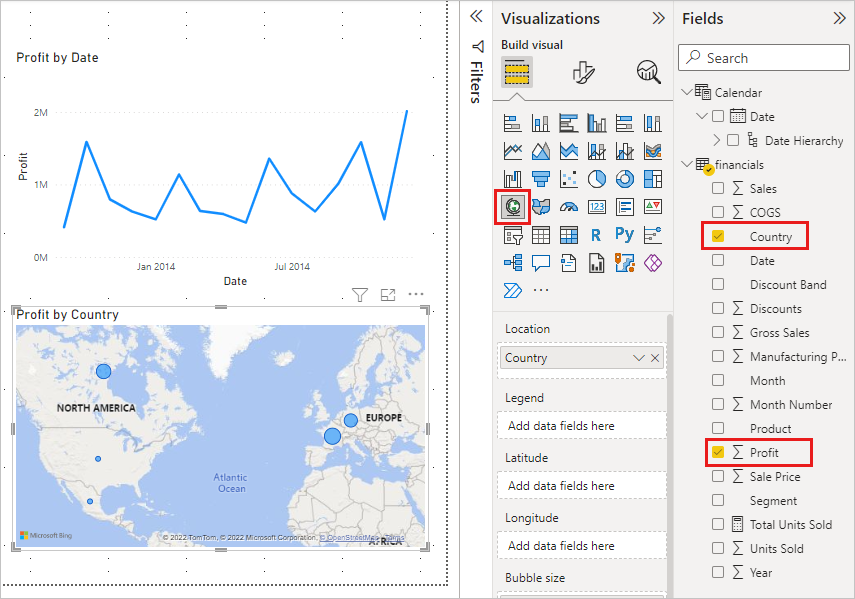 Profit by Date
2M
1M
0M
Profit
Jan 2014
Jul 2014
Date
Profit by Country
NORTH AMERICA
EUROPE
Atlantic
Ocean
AFRICA
Microsoft Bing
© 2022 TomTom, © 2022 Microsoft Corporation, © OpenStreetMap Terms
Filters
Visualizations
Build visual
123
R
Py
Location
Country
Legend
Add data fields here
Latitude
Add data fields here
Longitude
Add data fields here
Bubble size
Fields
Search
Calendar
Date
Date Hierarchy
financials
Sales
COGS
Country
Date
Discount Band
Discounts
Gross Sales
Manufacturing P...
Month
Month Number
Product
Profit
Sale Price
Segment
Total Units Sold
Units Sold
Year